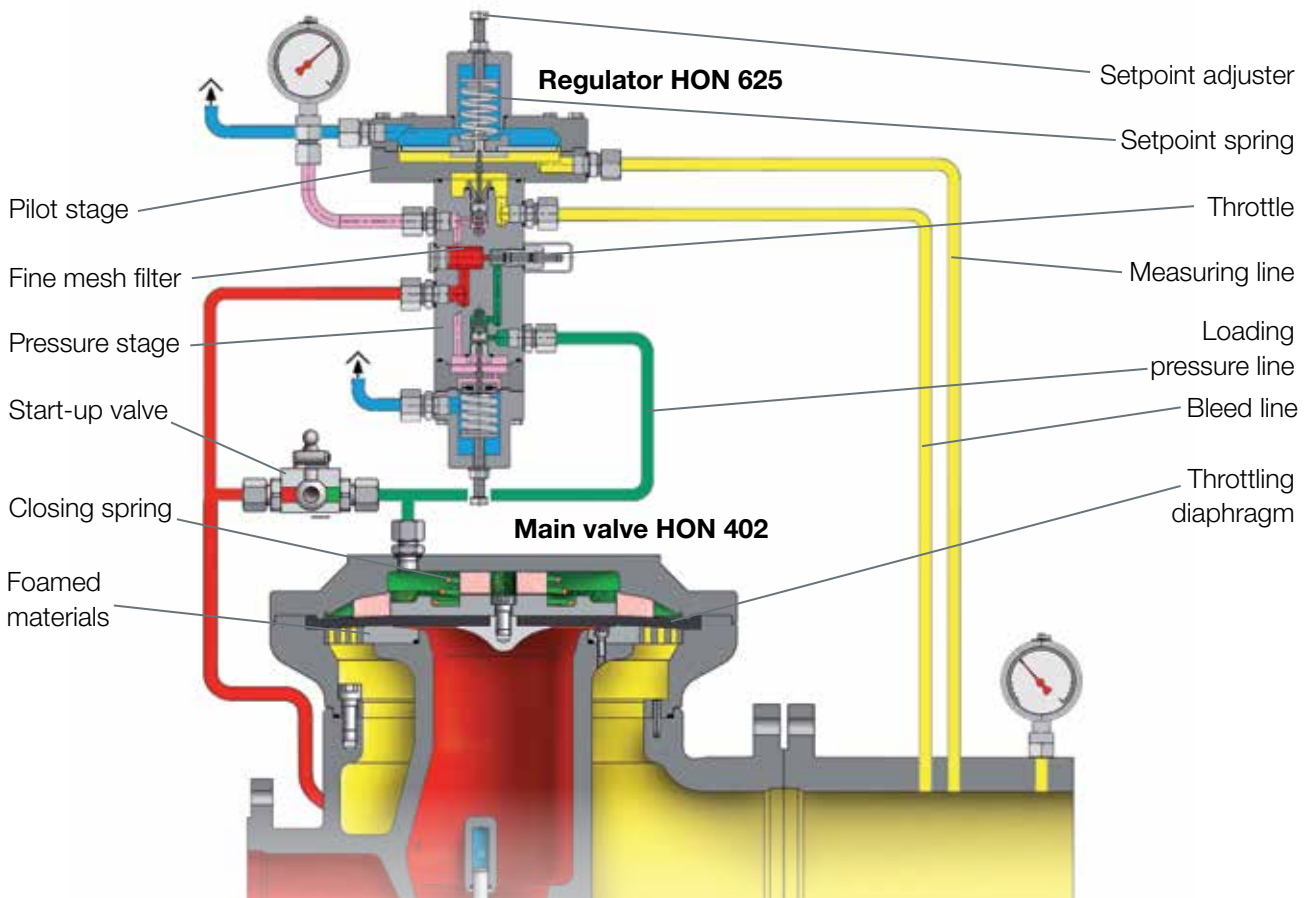 Regulator HON 625
Setpoint adjuster
Setpoint spring
Pilot stage
Throttle
Fine mesh filter
Measuring line
Pressure stage
Loading
pressure line
Start-up valve
Bleed line
Closing spring
Throttling
diaphragm
Main valve HON 402
Foamed
materials